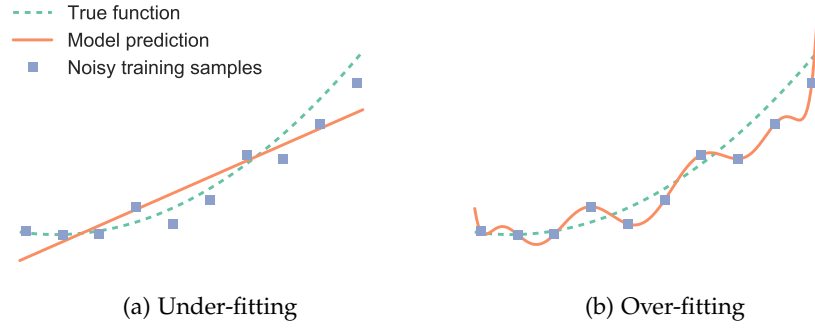 True function
Model prediction
Noisy training samples
(a) Under-fitting
(b) Over-fitting